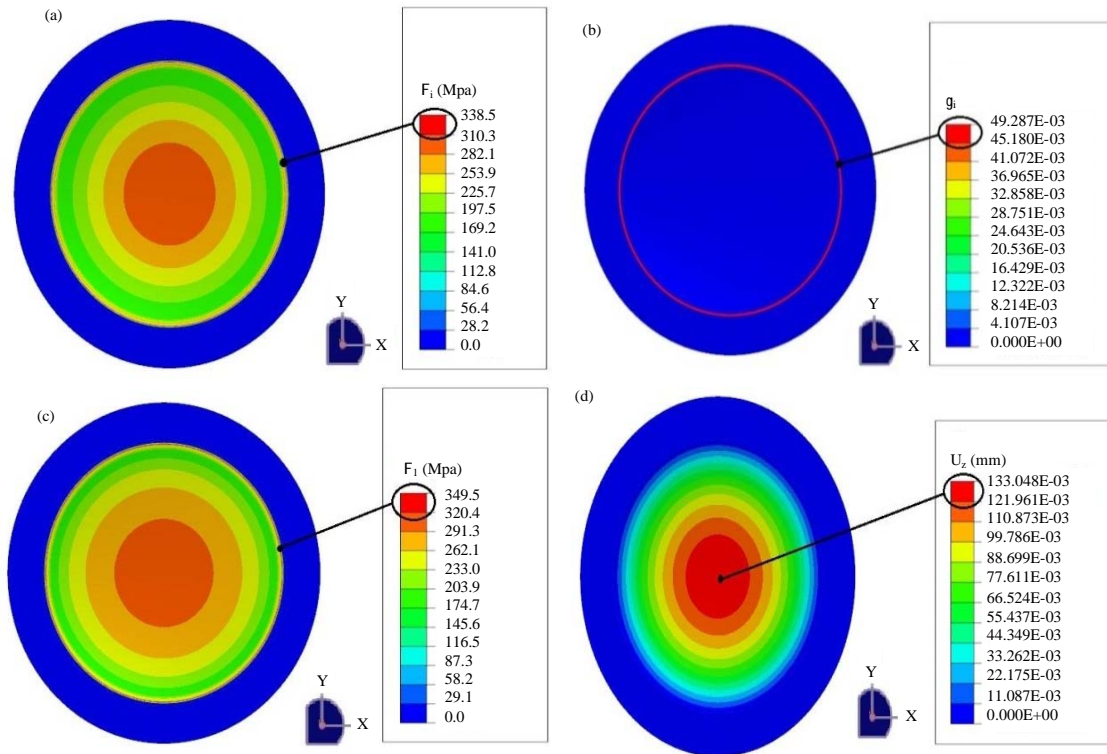 (a)
F i (Mpa)
338.5
310.3
282.1
253.9
225.7
197.5
169.2
141.0
112.8
84.6
56.4
28.2
0.0
Y
X
(b)
g i
49.287E-03
45.180E-03
41.072E-03
36.965E-03
32.858E-03
28.751E-03
24.643E-03
20.536E-03
16.429E-03
12.322E-03
8.214E-03
4.107E-03
0.000E+00
Y
X
(c)
F 1 (Mpa)
349.5
320.4
291.3
262.1
233.0
203.9
174.7
145.6
116.5
87.3
58.2
29.1
0.0
Y
X
(d)
U z (mm)
133.048E-03
121.961E-03
110.873E-03
99.786E-03
88.699E-03
77.611E-03
66.524E-03
55.437E-03
44.349E-03
33.262E-03
22.175E-03
11.087E-03
0.000E+00
Y
X